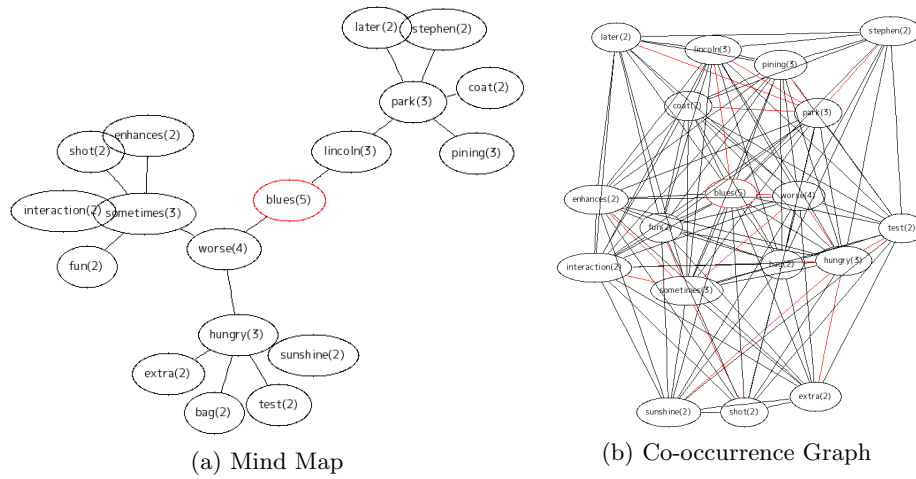 later(2) stephen(2)
park(3) coat(2)
enhances(2)
shot(2)
lincoln(3) pining(3)
blues(5)
interaction(2) sometimes(3)
worse(4)
fun(2)
hungry(3)
sunshine(2)
extra(2)
bag(2) test(2)
(a) Mind Map
later(2) stephen(2)
lincoln(3)
pining(3)
coat(2) park(3)
enhances(2) blues(5) worse(4)
fun(2) test(2)
interaction(2) bag(2) hungry(3)
sometimes(3)
sunshine(2) shot(2) extra(2)
(b) Co-occurrence Graph